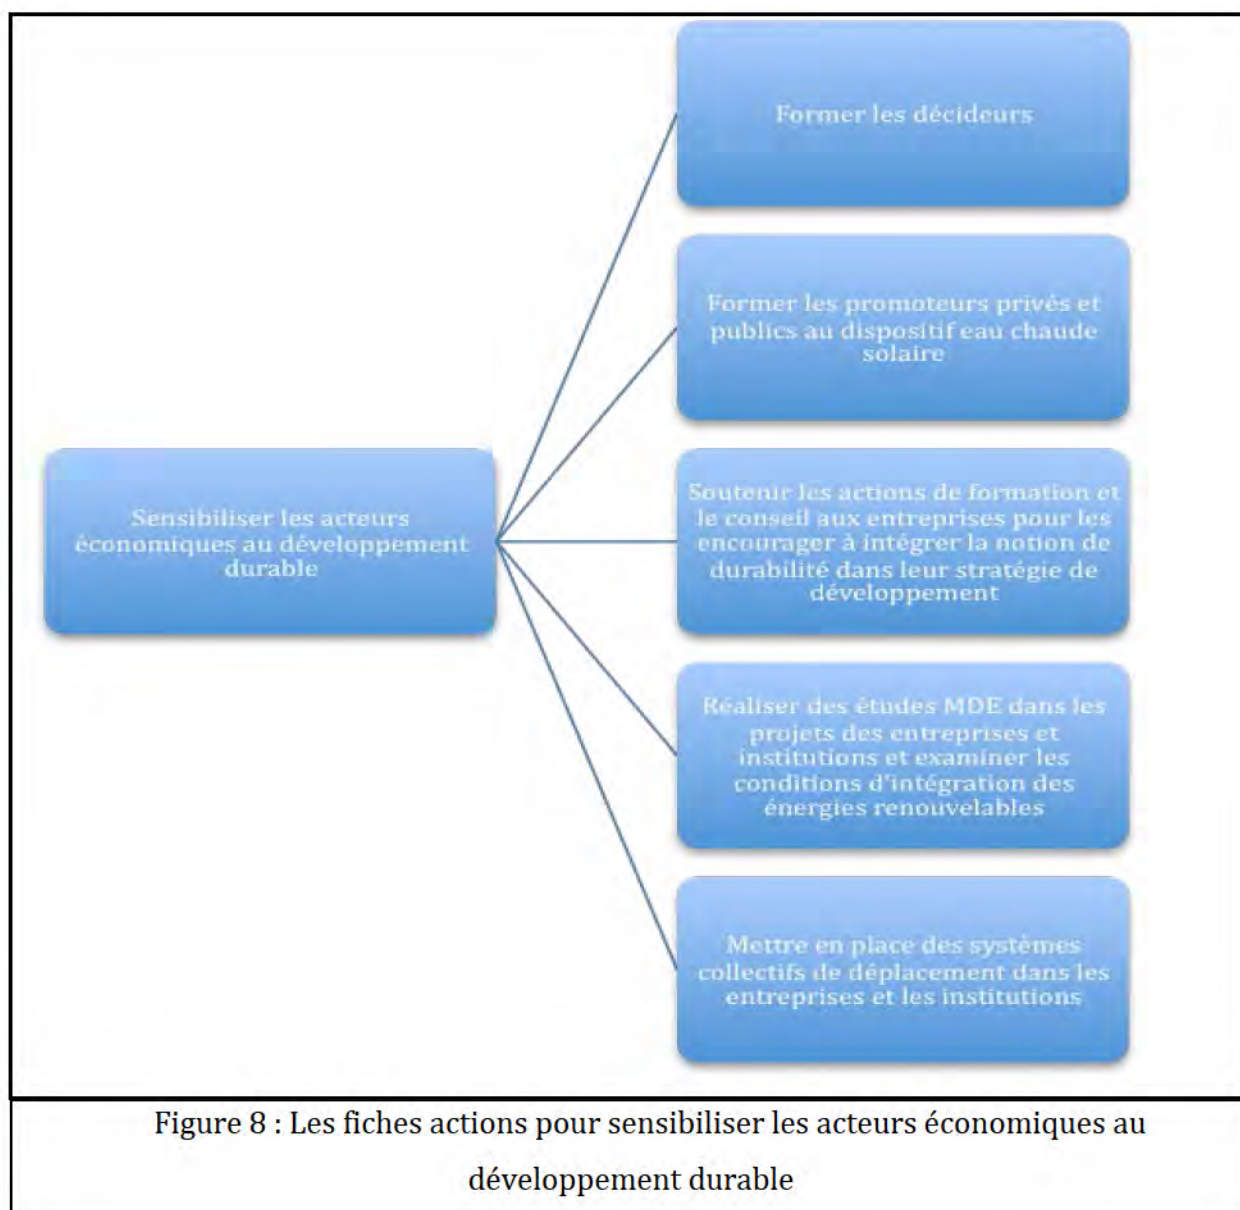 Former les décideurs
Former les promoteurs privés et
publics au dispositif eau chaude
solaire
Sensibiliser les acteurs
économiques au développement
durable
Soutenir les actions de formation et
le conseil aux entreprises pour les
encourager à intégrer la notion de
durabilité dans leur stratégie de
développement
Réaliser des études MDE dans les
projets des entreprises et
institutions et examiner les
conditions d'intégration des
énergies renouvelables
Mettre en place des systèmes
collectifs de déplacement dans les
entreprises et les institutions
Figure 8 : Les fiches actions pour sensibiliser les acteurs économiques au
développement durable